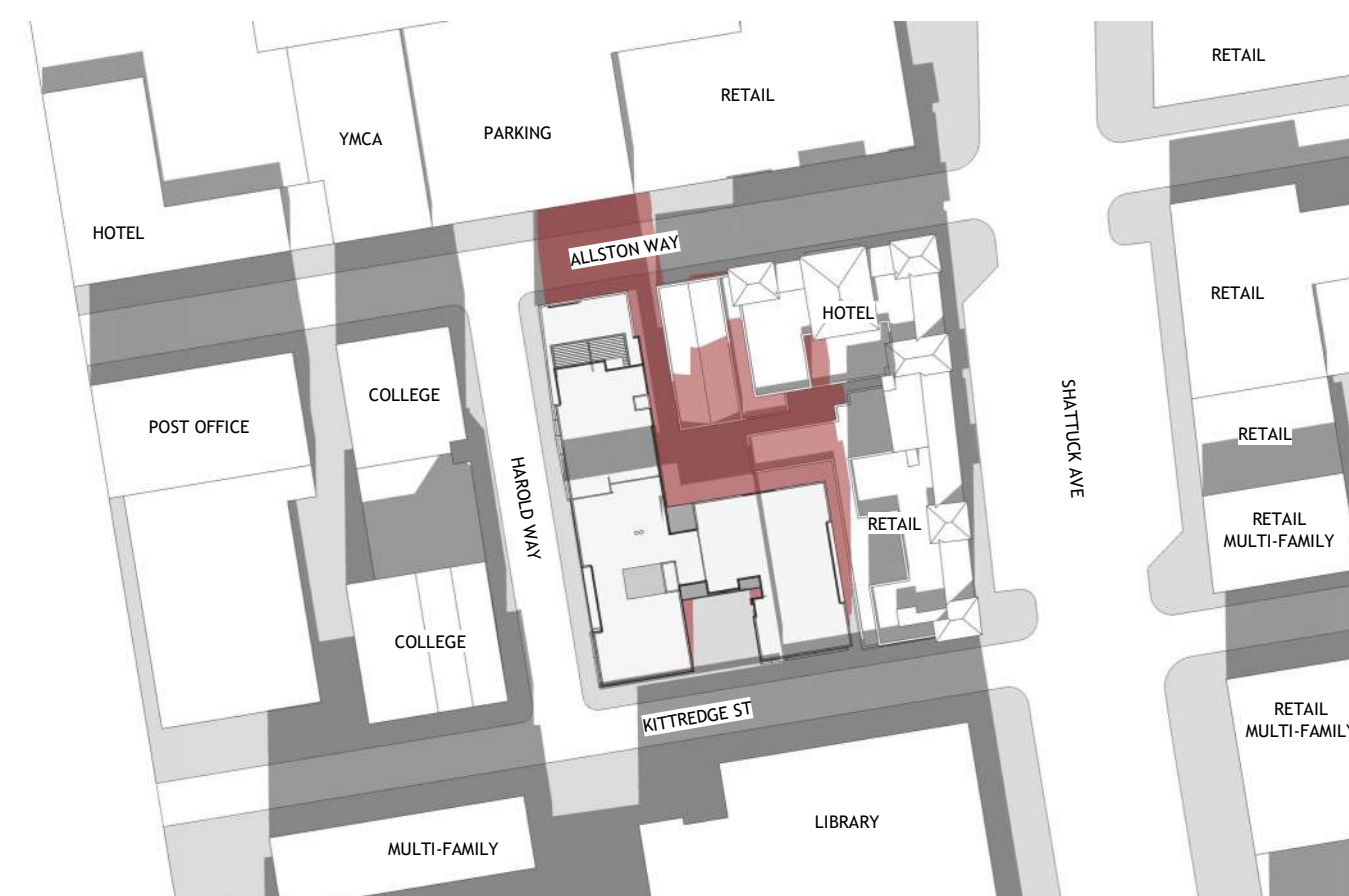 RETAIL
RETAIL
YMCA
PARKING
HOTEL
ALLSTON WAY
RETAIL
HOTEL
COLLEGE
POST OFFICE
SHATTUCK AVE
RETAIL
HAROLD WAY
RETAIL
RETAIL
MULTI-FAMILY
COLLEGE
KITTREDGE ST
RETAIL
MULTI-FAMILY
LIBRARY
MULTI-FAMILY